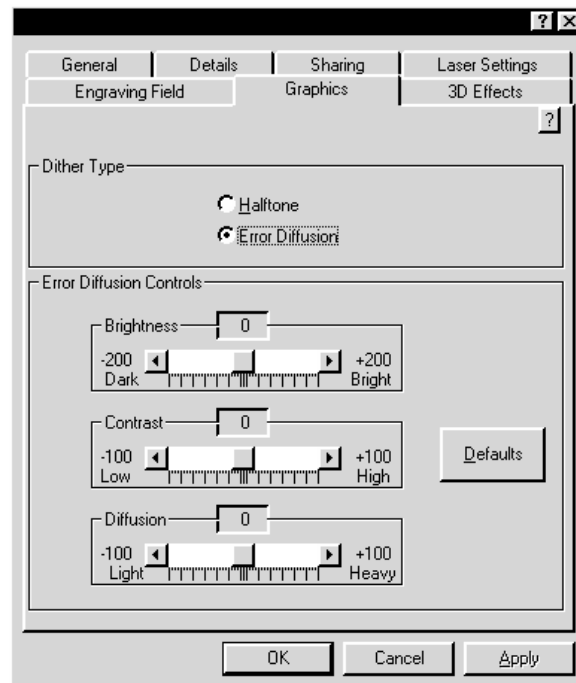 ? X
General Details Sharing Laser Settings
Engraving Field Graphics 3D Effects
?
Dither Type
Halftone
Error Diffusion
Error Diffusion Controls
Brightness 0
-200 +200
Dark Bright
Contrast 0
-100 +100
Low High
Defaults
Diffusion 0
-100 +100
Light Heavy
OK Cancel Apply